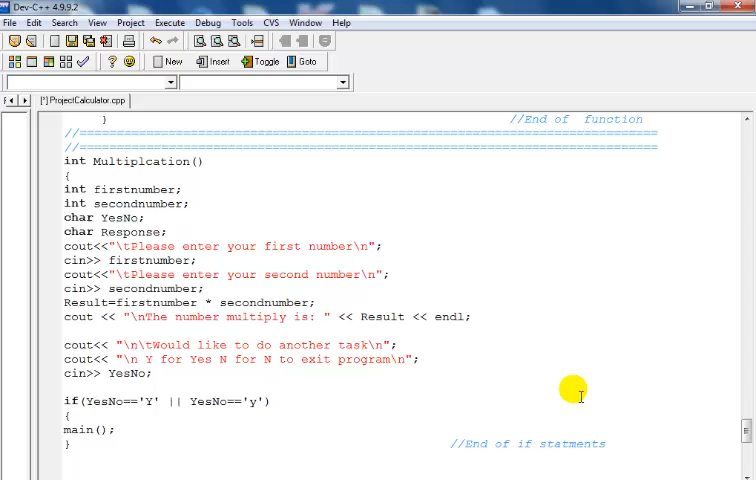 Dev-C++ 4.9.9.2
File Edit Search View Project Execute Debug Tools CVS Window Help
New Insert Toggle Goto
[*] ProjectCalculator.cpp
} //End of function
//==============================================================================
//==============================================================================
int Multiplcation()
{
int firstnumber;
int secondnumber;
char YesNo;
char Response;
cout<<"\tPlease enter your first number\n";
cin>> firstnumber;
cout<<"\tPlease enter your second number\n";
cin>> secondnumber;
Result=firstnumber * secondnumber;
cout << "\nThe number multiply is: " << Result << endl;
cout<< "\n\tWould like to do another task\n";
cout<< "\n Y for Yes N for N to exit program\n";
cin>> YesNo;
if(YesNo=='Y' || YesNo=='y')
{
main();
} //End of if statments